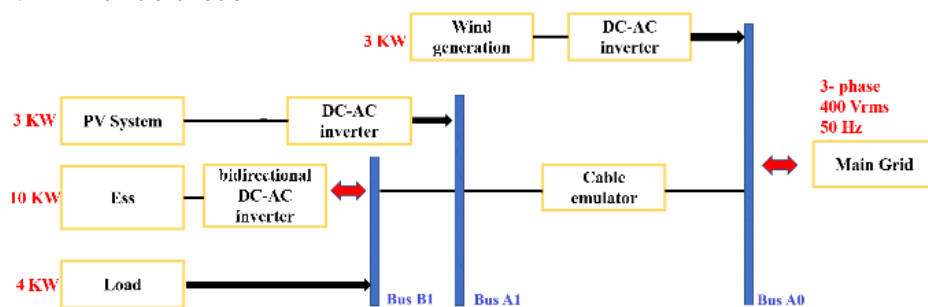 3 KW
Wind
generation
DC-AC
inverter
3- phase
400 Vrms
50 Hz
3 KW
PV System
DC-AC
inverter
Main Grid
10 KW
Ess
bidirectional
DC-AC
inverter
Cable
emulator
4 KW
Load
Bus B1
Bus A1
Bus A0